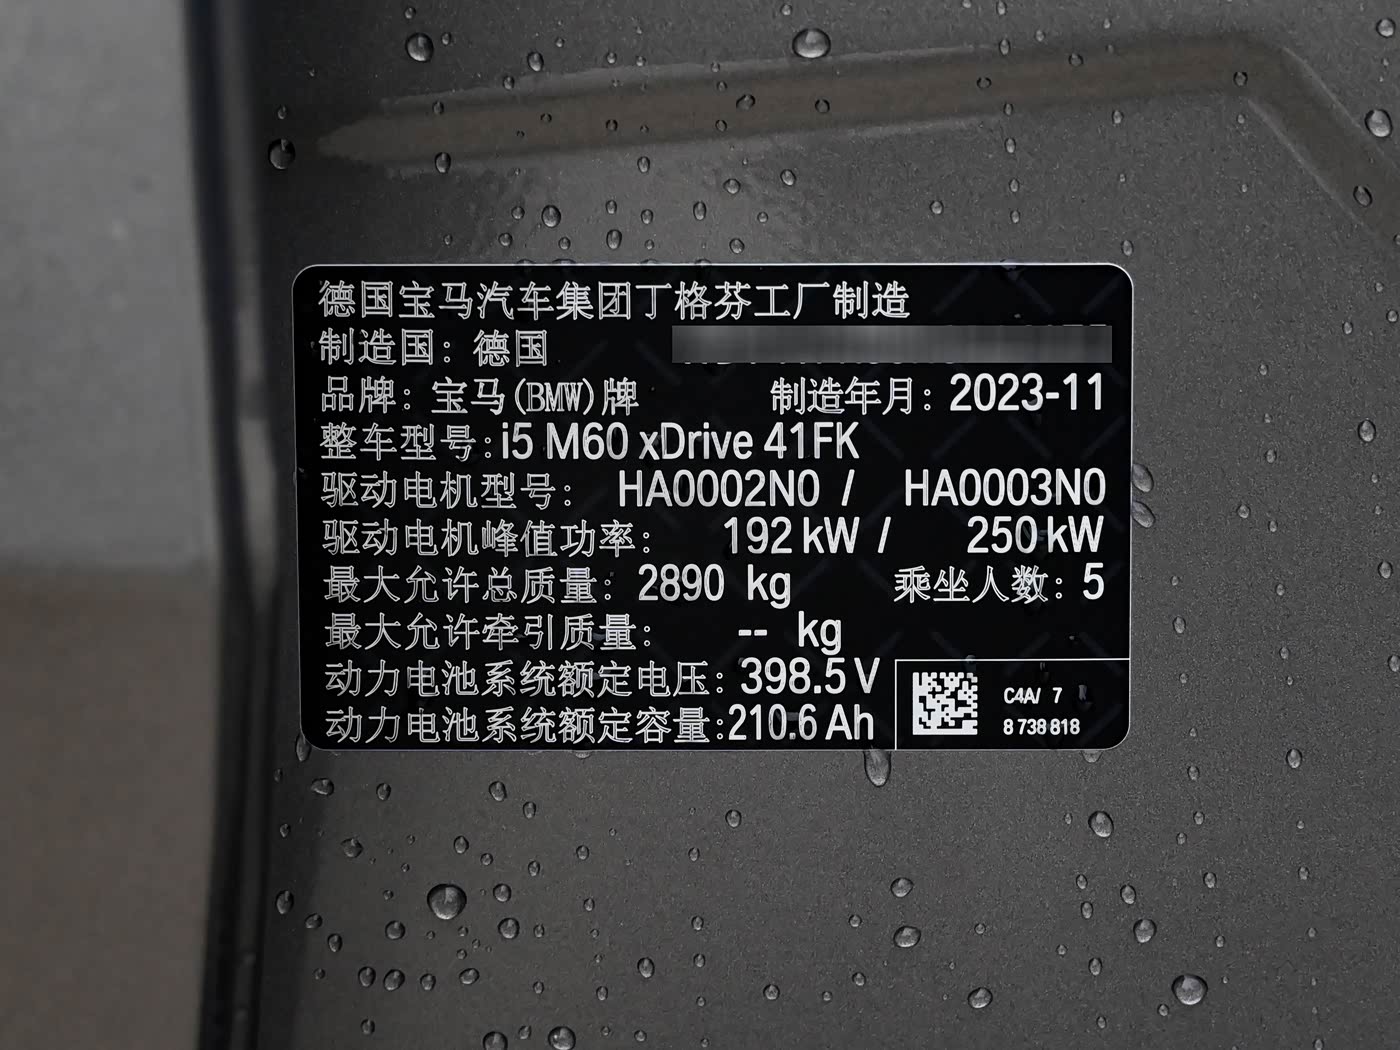 德国宝马汽车集团丁格芬工厂制造
制造国：德国
品牌：宝马(BMW)牌 制造年月：2023-11
整车型号:i5 M60 xDrive 41FK
驱动电机型号： HA0002N0 / HA0003N0
驱动电机峰值功率： 192 kW / 250 kW
最大允许总质量：2890 kg 乘坐人数：5
最大允许牵引质量： -- kg
动力电池系统额定电压：398.5 V
动力电池系统额定容量:210.6 Ah
C4A/ 7
8 738 818